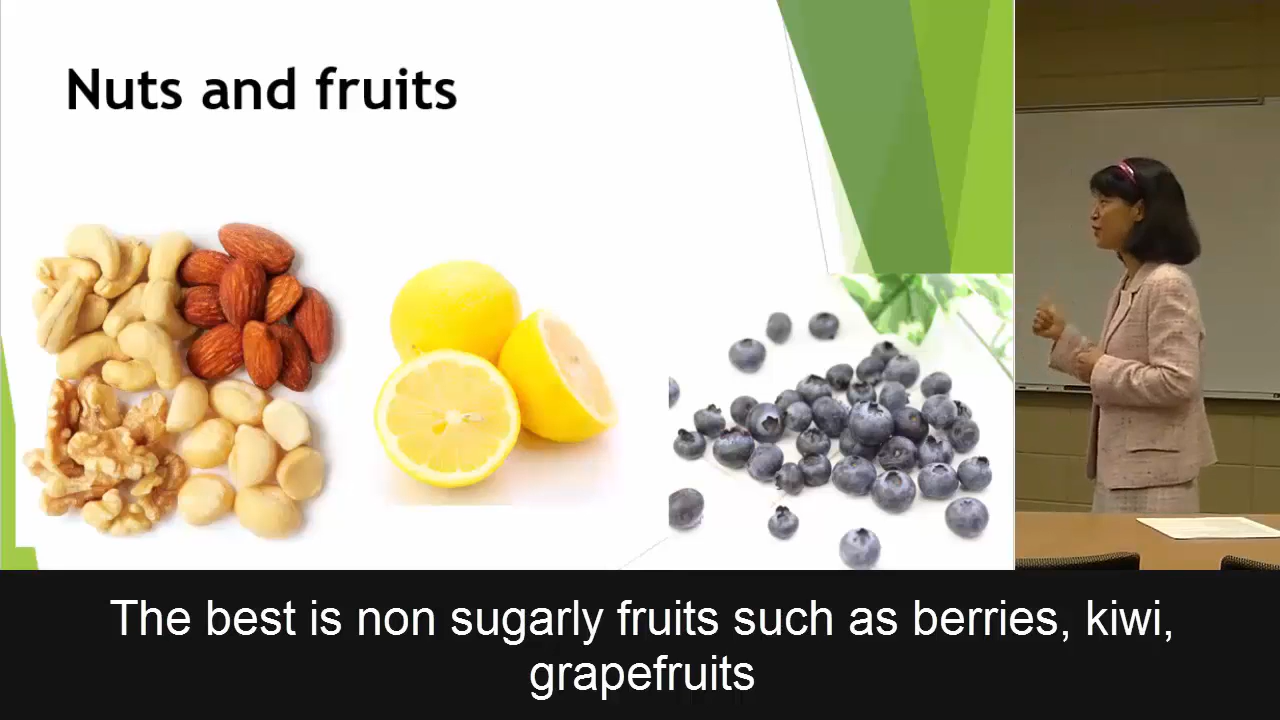 Nuts and fruits
The best is non sugarly fruits such as berries, kiwi,
grapefruits